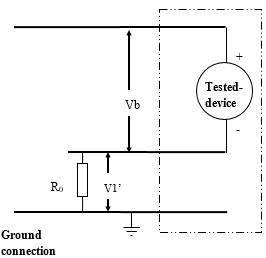 +
Tested-
device
Vb
-
R₀
V1’
Ground
connection